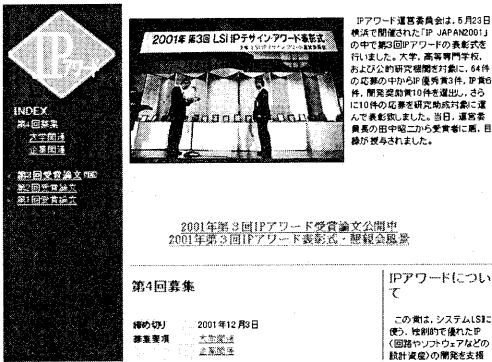 IPアワード
INDEX
第4回募集
大学関連
企業関連
第3回受賞論文
第2回受賞論文
第1回受賞論文
2001年 第3回 LSI IPデザイン・アワード表彰式
IPアワード運営委員会は、5月23日
横浜で開催された「IP JAPAN2001」
の中で第3回IPアワードの表彰式を
行いました。大学、高等専門学校、
および公的研究機関を対象に、64件
の応募の中からIP優秀賞3件、IP賞6
件、開発奨励賞10件を選出し、さら
に10件の応募を研究助成対象に選
んで表彰致しました。当日、運営委
員長の田中昭二から受賞者に盾、目
録が授与されました。
2001年第3回IPアワード受賞論文公開中
2001年第3回IPアワード表彰式・懇親会風景
第4回募集
締め切り 2001年12月3日
募集要項 大学関連
企業関連
IPアワードについ
て
この賞は、システムLSIに
使う、独創的で優れたIP
(回路やソフトウェアなどの
設計資産)の開発を支援